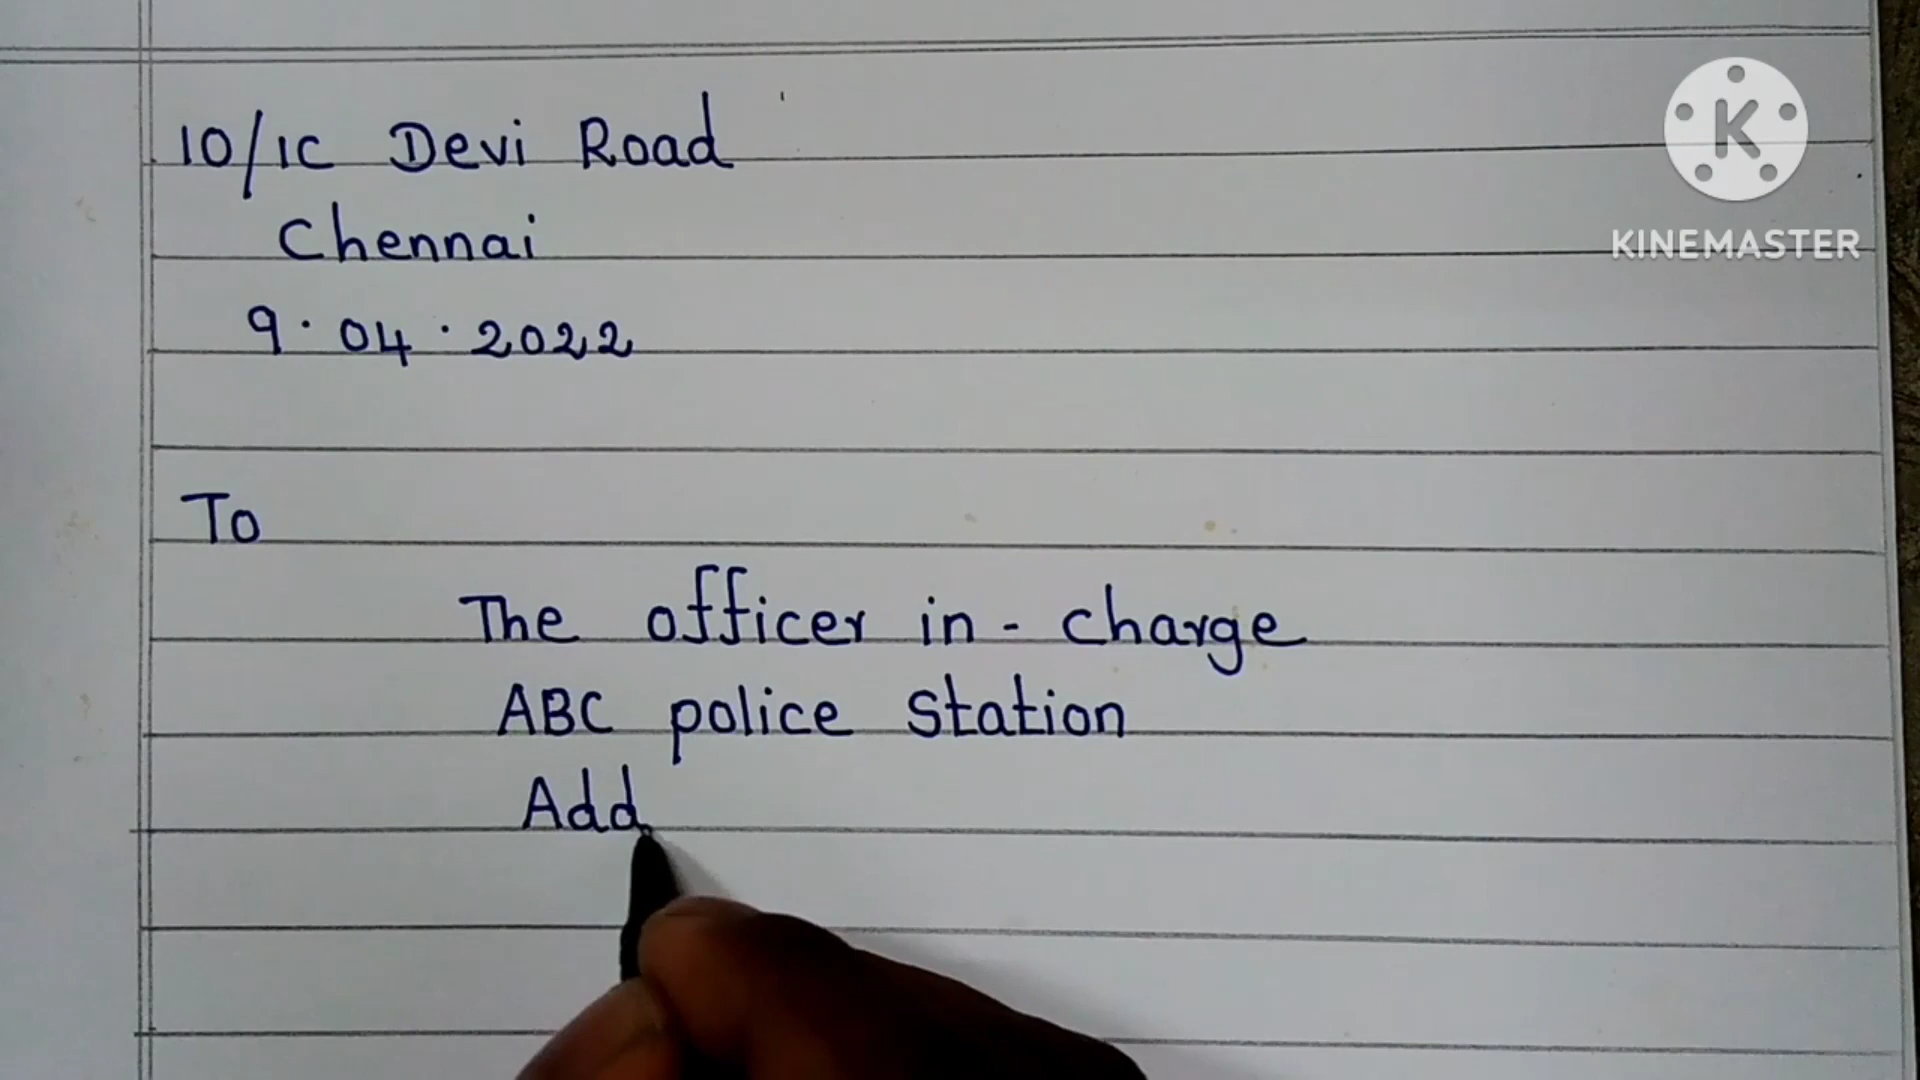 10/1C Devi Road
Chennai
9.04.2022
To
The officer in-charge
ABC police station
Add
K
KINEMASTER